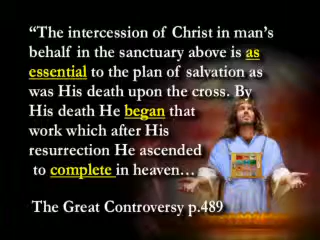 “The intercession of Christ in man’s
behalf in the sanctuary above is as
essential to the plan of salvation as
was His death upon the cross. By
His death He began that
work which after His
resurrection He ascended
to complete in heaven…
The Great Controversy p.489